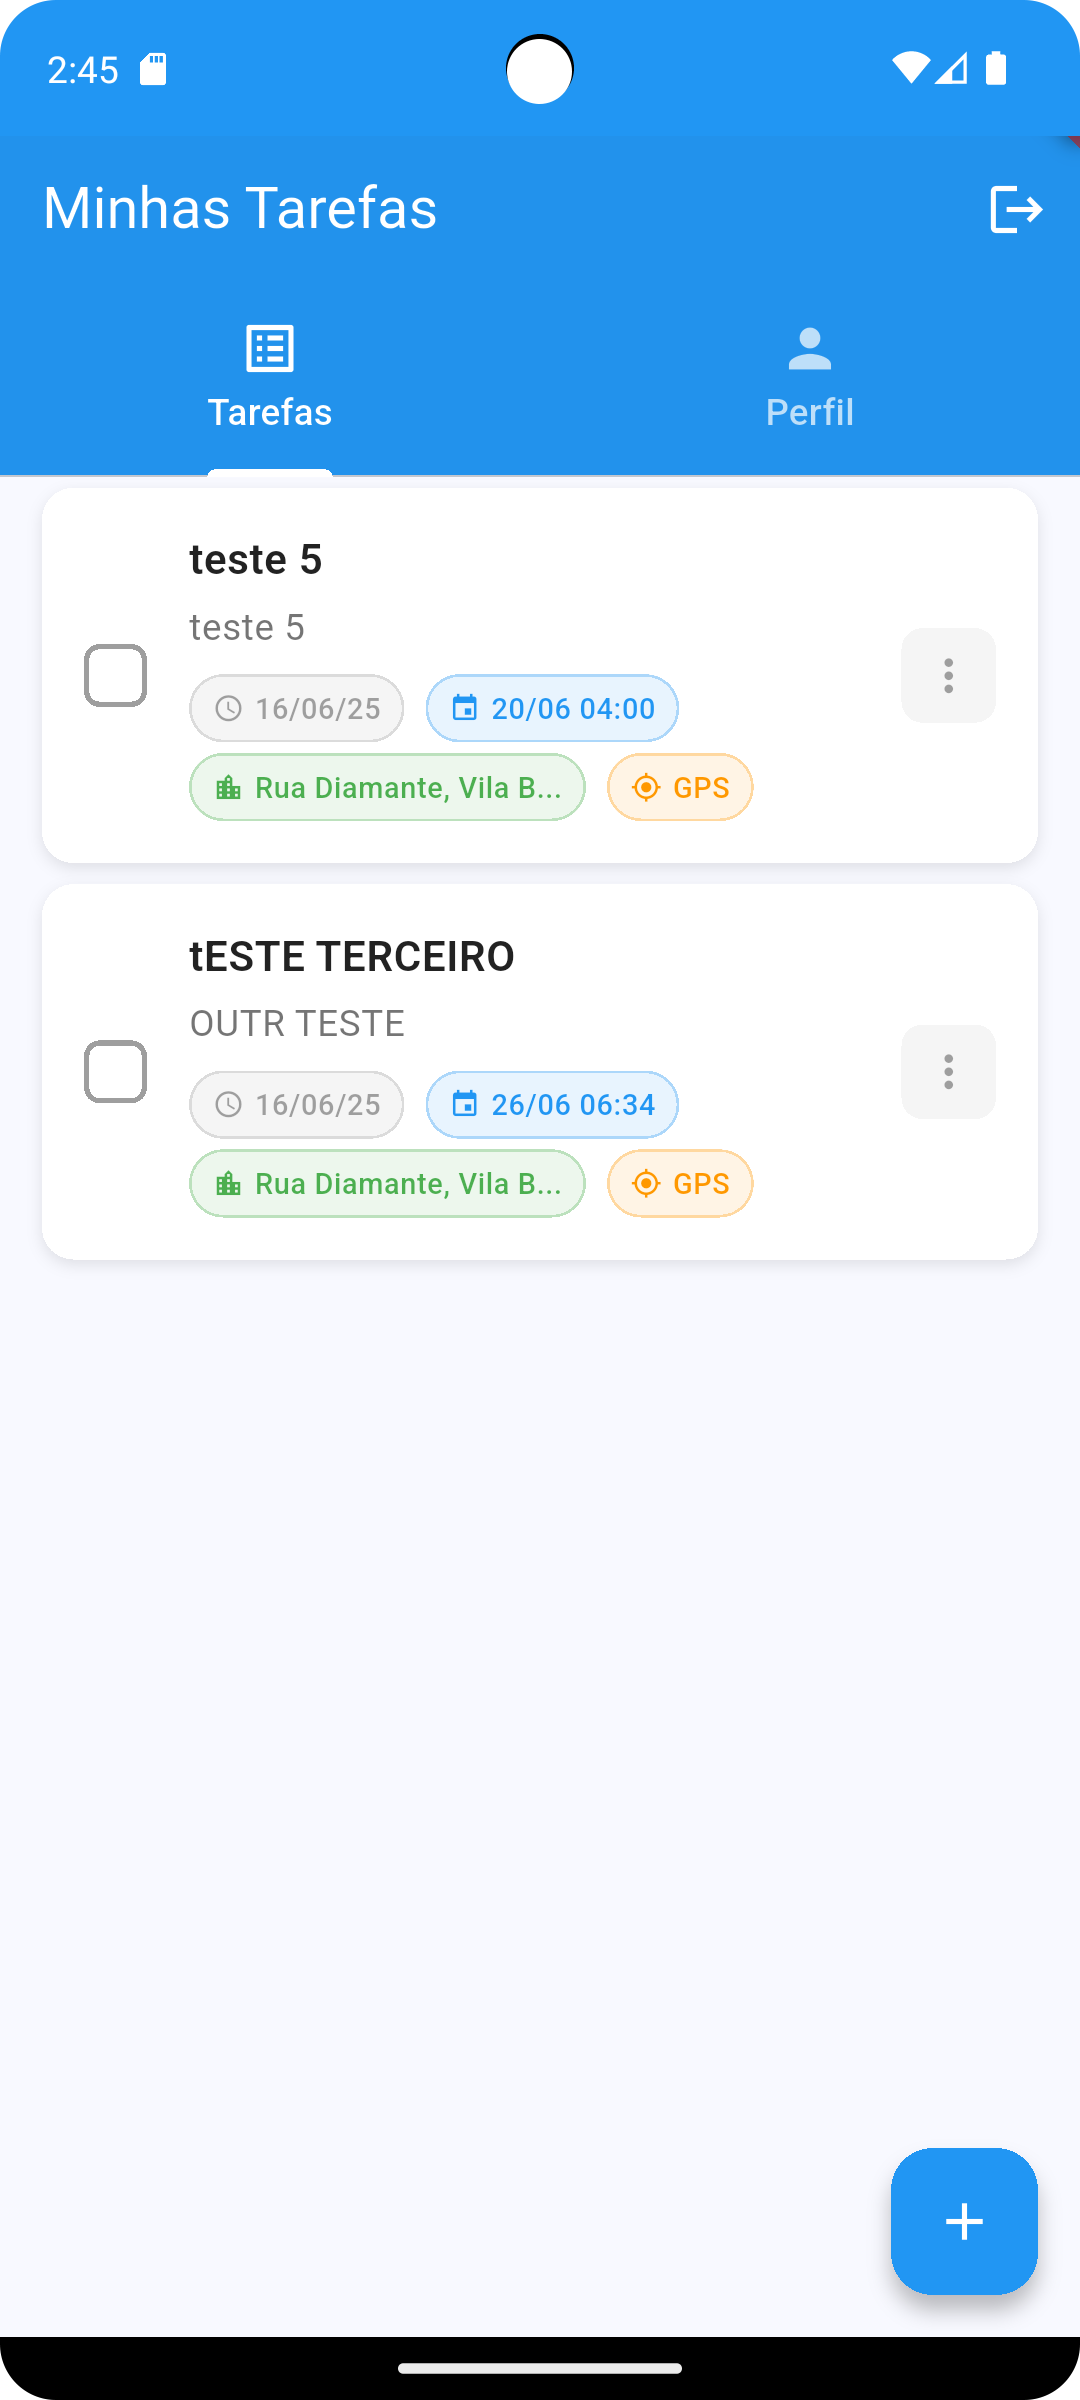 2:45
Minhas Tarefas
Tarefas
Perfil
teste 5
teste 5
16/06/25
20/06 04:00
Rua Diamante, Vila B...
GPS
tESTE TERCEIRO
OUTR TESTE
16/06/25
26/06 06:34
Rua Diamante, Vila B...
GPS